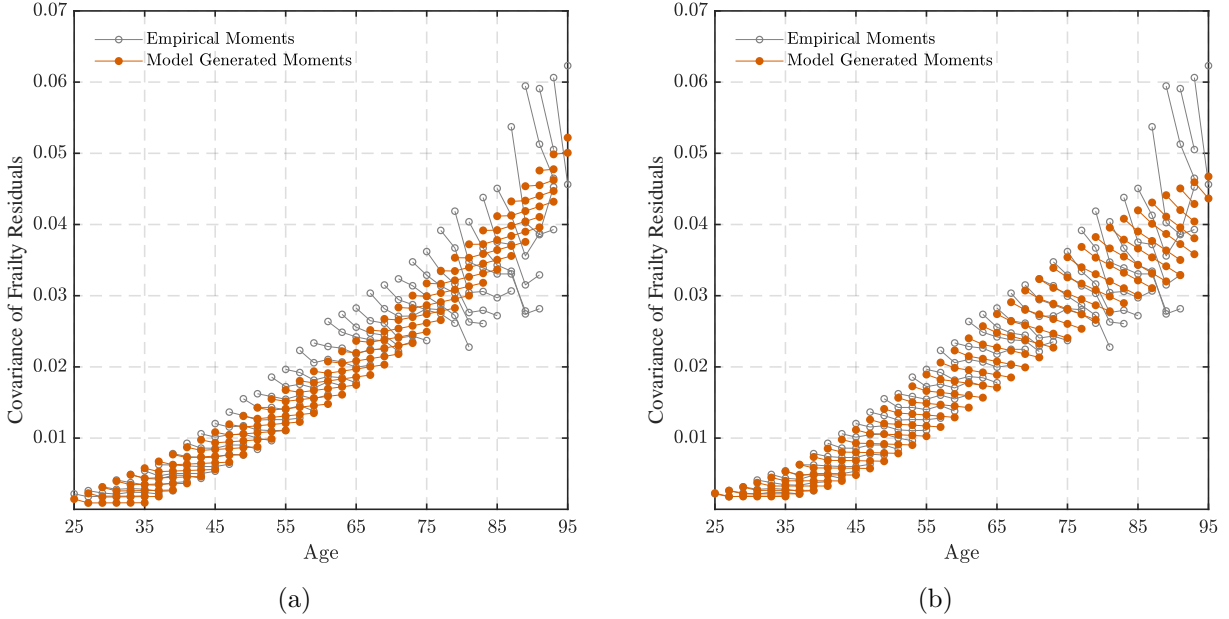 0.07
0.06
0.05
0.04
0.03
0.02
0.01
Covariance of Frailty Residuals
Empirical Moments
Model Generated Moments
25 35 45 55 65 75 85 95
Age
(a)
0.07
0.06
0.05
0.04
0.03
0.02
0.01
Covariance of Frailty Residuals
Empirical Moments
Model Generated Moments
25 35 45 55 65 75 85 95
Age
(b)